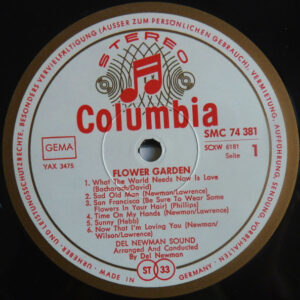 (AUSSER ZUM PERSÖNLICHEN GEBRAUCH), VERMIETUNG, AUFFÜHRUNG, SENDUNG, VORBEHALTEN ·
URHEBER - UND LEISTUNGSSCHUTZRECHTE, BESONDERS VERVIELFÄLTIGUNG
STEREO
Columbia
GEMA
YAX 3475
SMC 74 381
SCXW 6181
Seite 1
FLOWER GARDEN
1. What The World Needs Now Is Love
(Bacharach/David)
2. Sad Old Man (Newman/Lawrence)
3. San Francisco (Be Sure To Wear Some
Flowers In Your Hair) (Phillips)
4. Time On My Hands (Newman/Lawrence)
5. Sunny (Hebb)
6. Now That I'm Loving You (Newman/
Wilson/Lawrence)
DEL NEWMAN SOUND
Arranged And Conducted
By Del Newman
ST 33
· MADE IN GERMANY ·